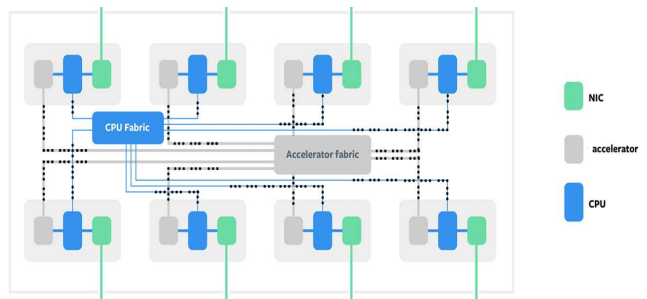 NIC
CPU Fabric
accelerator
Accelerator fabric
CPU